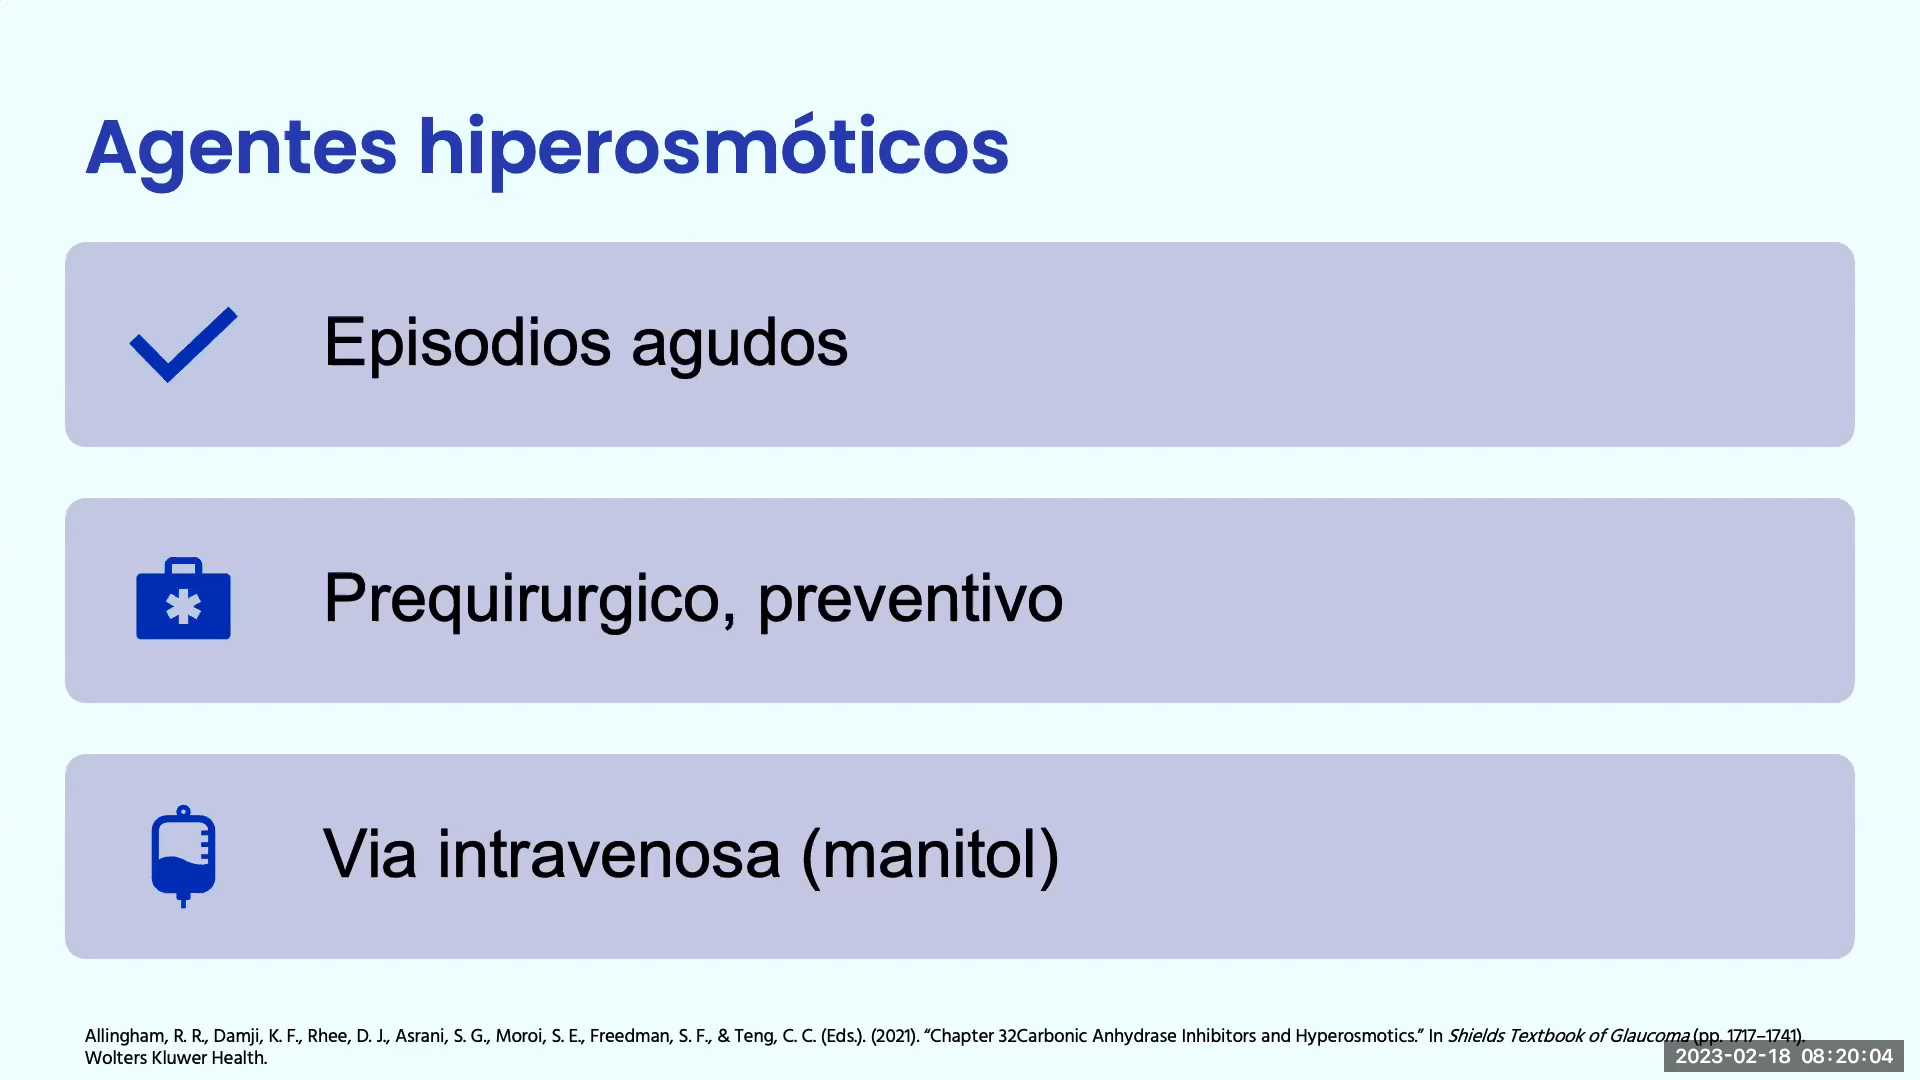 Agentes hiperosmóticos
Episodios agudos
Prequirurgico, preventivo
Via intravenosa (manitol)
Allingham, R. R., Damji, K. F., Rhee, D. J., Asrani, S. G., Moroi, S. E., Freedman, S. F., & Teng, C. C. (Eds.). (2021). “Chapter 32Carbonic Anhydrase Inhibitors and Hyperosmotics.” In Shields Textbook of Glaucoma (pp. 1717–1741).
Wolters Kluwer Health.
2023-02-18 08:20:04